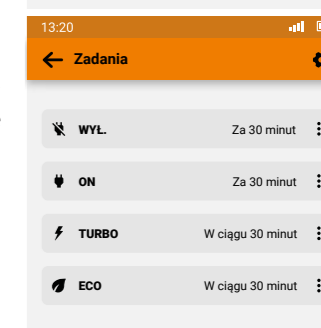 13:20
Zadania
WYŁ. Za 30 minut
ON Za 30 minut
TURBO W ciągu 30 minut
ECO W ciągu 30 minut